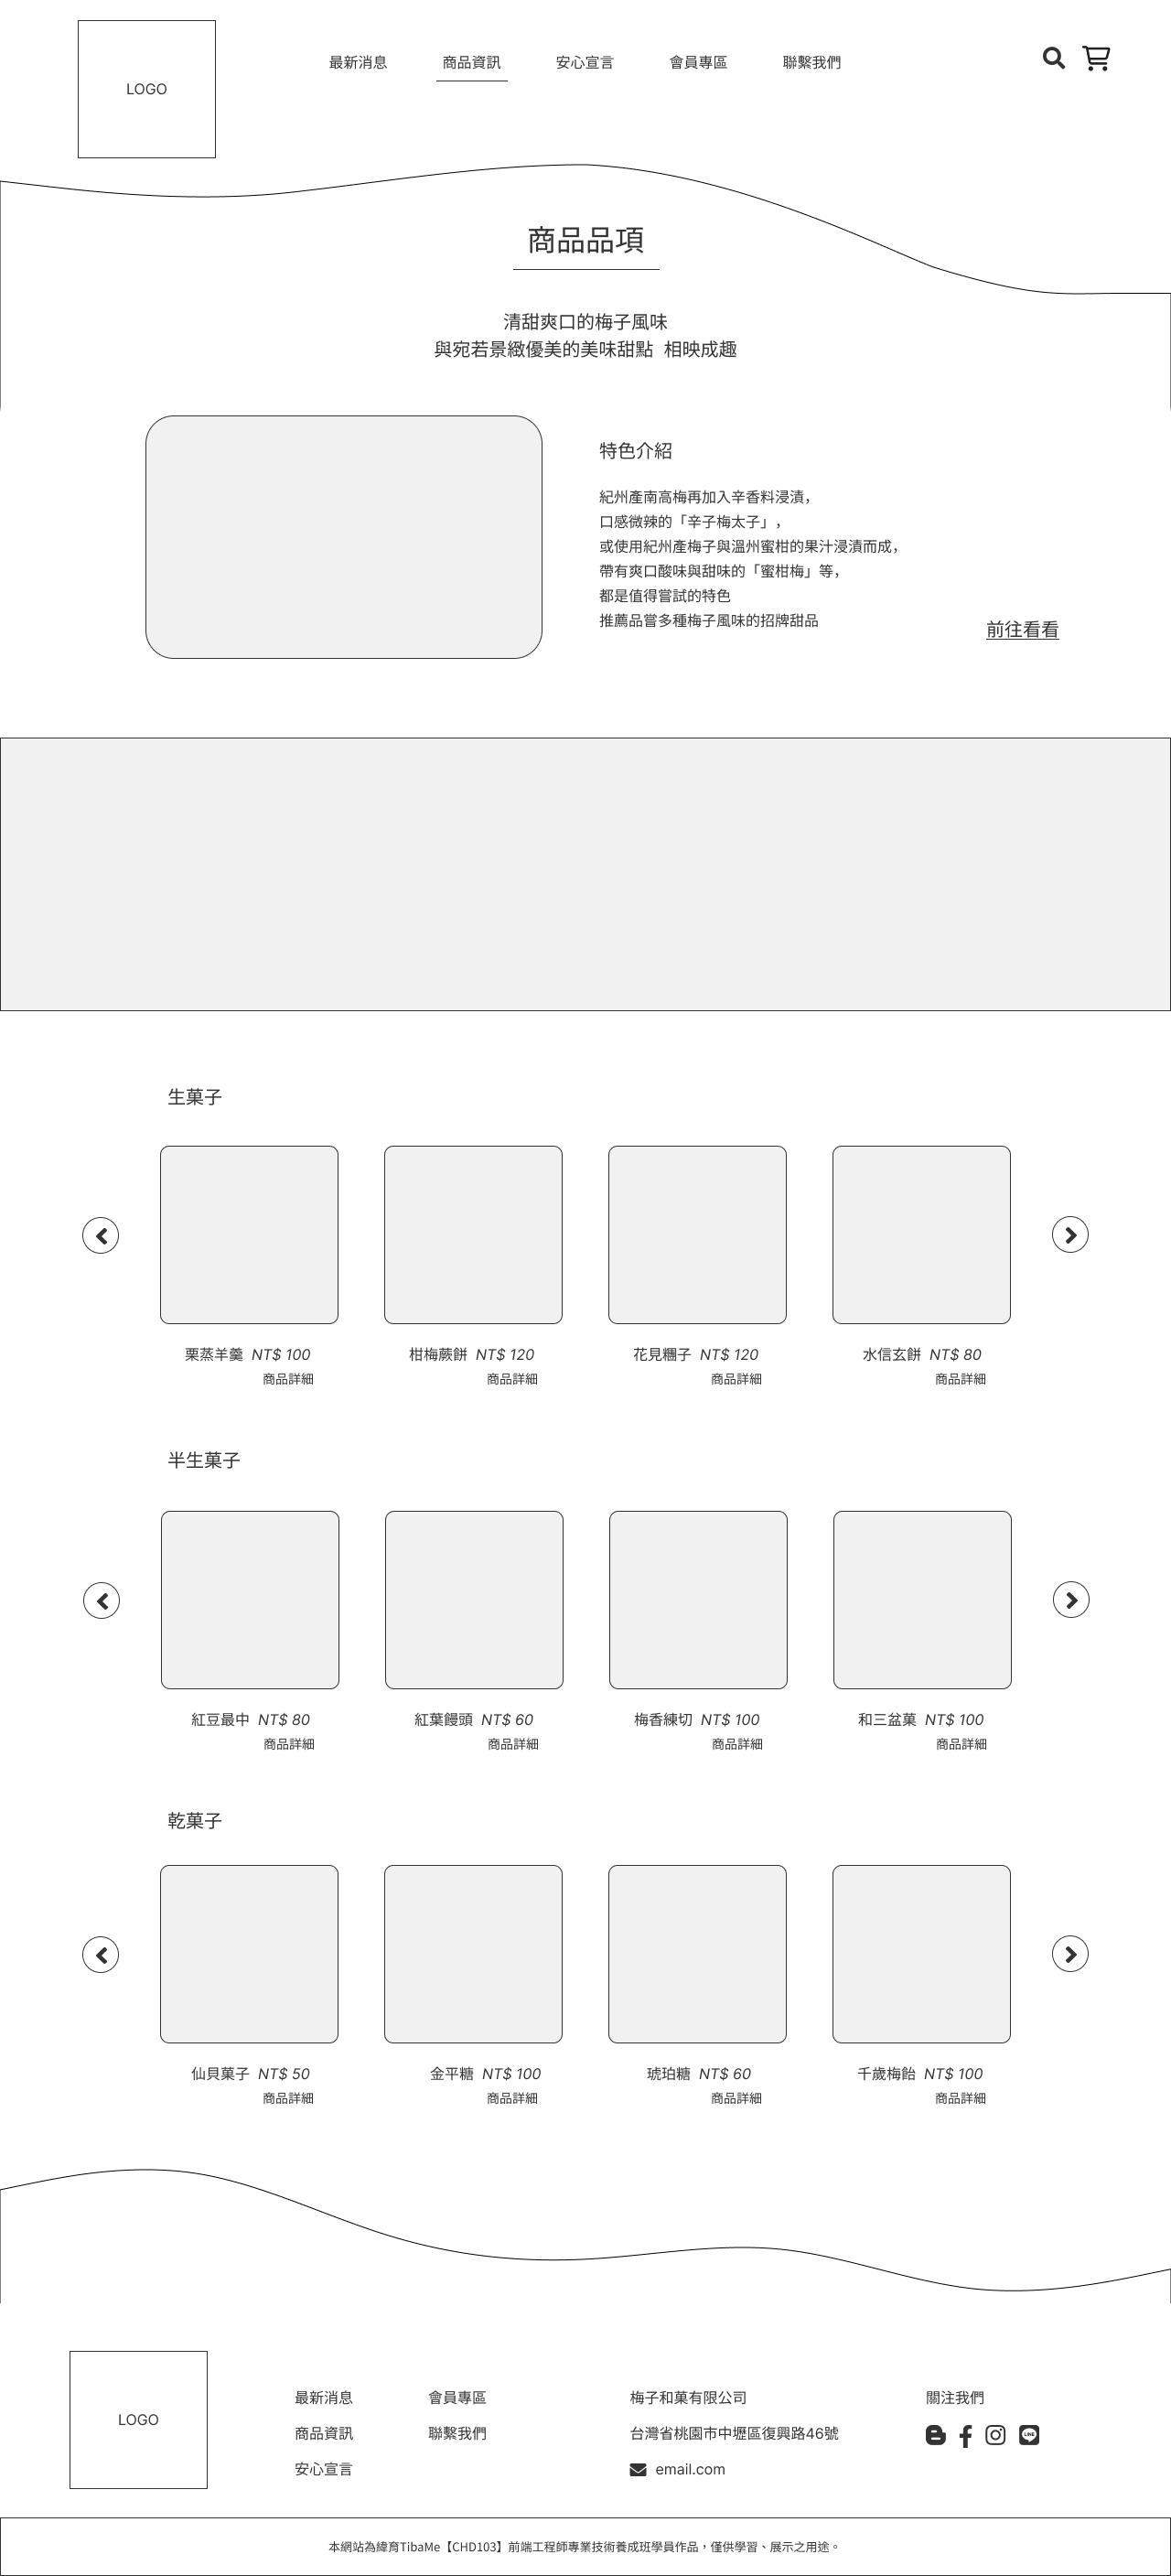 LOGO
最新消息
商品資訊
安心宣言
會員專區
聯繫我們
商品品項
清甜爽口的梅子風味
與宛若景緻優美的美味甜點 相映成趣
特色介紹
紀州產南高梅再加入辛香料浸漬，
口感微辣的「辛子梅太子」，
或使用紀州產梅子與溫州蜜柑的果汁浸漬而成，
帶有爽口酸味與甜味的「蜜柑梅」等，
都是值得嘗試的特色
推薦品嘗多種梅子風味的招牌甜品
前往看看
生菓子
栗蒸羊羹 NT$ 100
商品詳細
柑梅蕨餅 NT$ 120
商品詳細
花見糰子 NT$ 120
商品詳細
水信玄餅 NT$ 80
商品詳細
半生菓子
紅豆最中 NT$ 80
商品詳細
紅葉饅頭 NT$ 60
商品詳細
梅香練切 NT$ 100
商品詳細
和三盆菓 NT$ 100
商品詳細
乾菓子
仙貝菓子 NT$ 50
商品詳細
金平糖 NT$ 100
商品詳細
琥珀糖 NT$ 60
商品詳細
千歲梅飴 NT$ 100
商品詳細
LOGO
最新消息
商品資訊
安心宣言
會員專區
聯繫我們
梅子和菓有限公司
台灣省桃園市中壢區復興路46號
email.com
關注我們
LINE
本網站為緯育TibaMe【CHD103】前端工程師專業技術養成班學員作品，僅供學習、展示之用途。